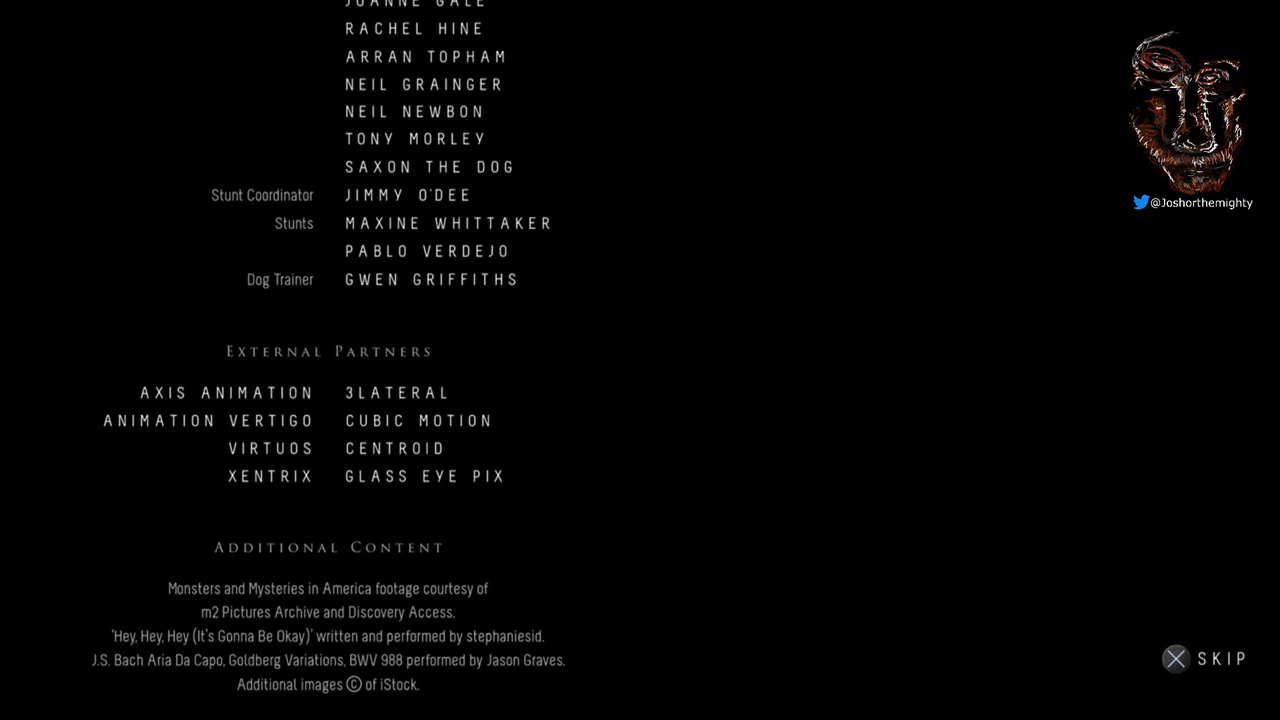 JOANNE GALE
RACHEL HINE
ARRAN TOPHAM
NEIL GRAINGER
NEIL NEWBON
TONY MORLEY
SAXON THE DOG
Stunt Coordinator JIMMY O'DEE
Stunts MAXINE WHITTAKER
PABLO VERDEJO
Dog Trainer GWEN GRIFFITHS
EXTERNAL PARTNERS
AXIS ANIMATION 3LATERAL
ANIMATION VERTIGO CUBIC MOTION
VIRTUOS CENTROID
XENTRIX GLASS EYE PIX
ADDITIONAL CONTENT
Monsters and Mysteries in America footage courtesy of
m2 Pictures Archive and Discovery Access.
'Hey, Hey, Hey (It's Gonna Be Okay)' written and performed by stephaniesid.
J.S. Bach Aria Da Capo, Goldberg Variations, BWV 988 performed by Jason Graves.
Additional images © of iStock.
@Joshorthemighty
SKIP